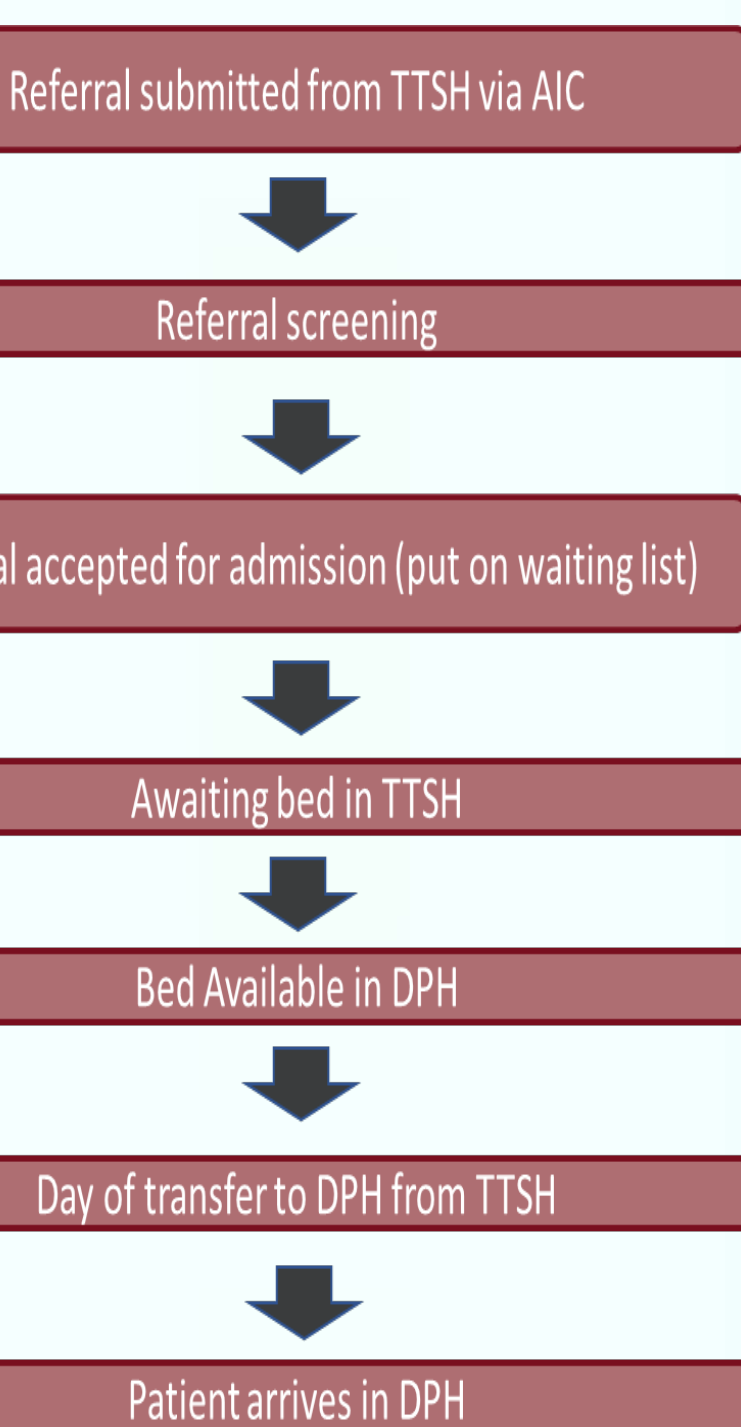 Referral submitted from TTSH via AIC
Referral screening
al accepted for admission (put on waiting list)
Awaiting bed in TTSH
Bed Available in DPH
Day of transfer to DPH from TTSH
Patient arrives in DPH